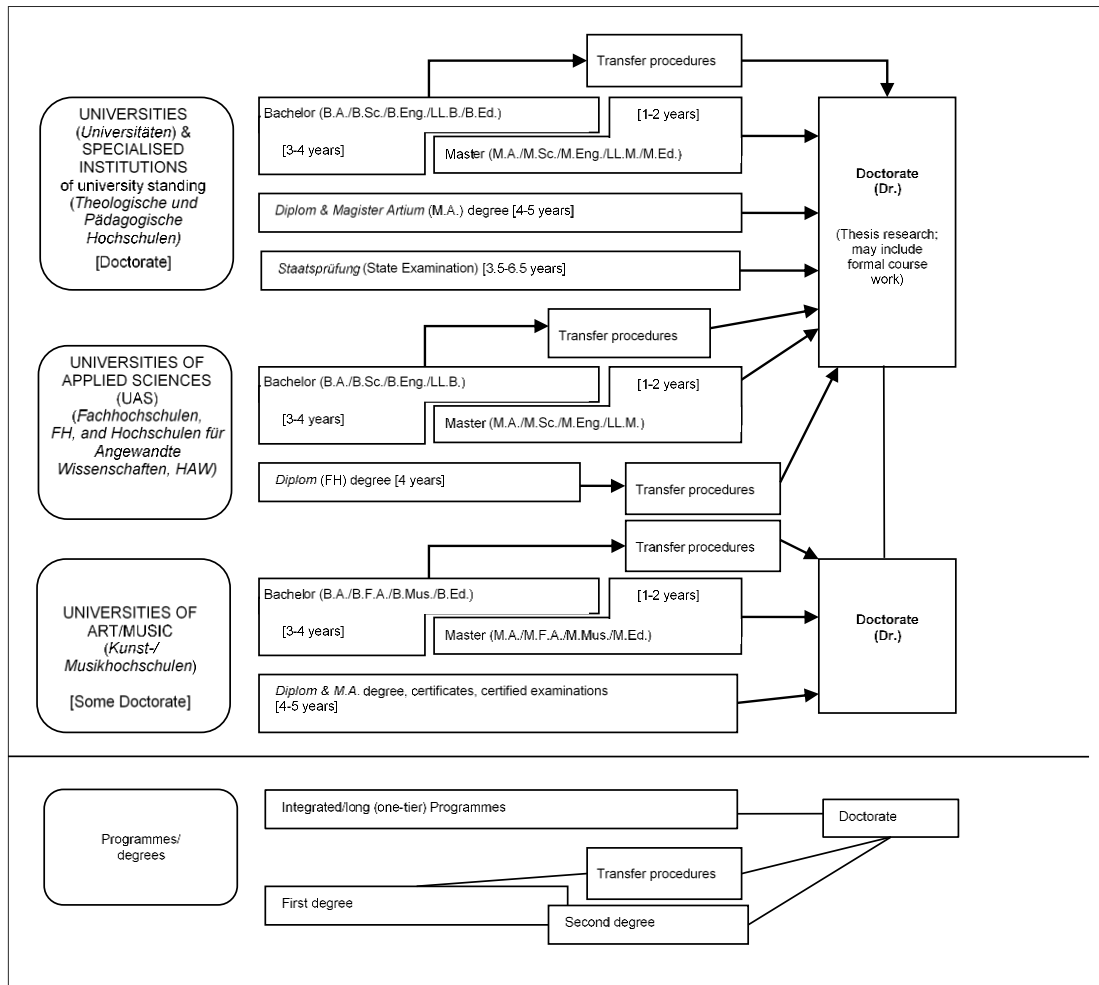 Transfer procedures
UNIVERSITIES
(Universitäten) &
SPECIALISED
INSTITUTIONS
of university standing
(Theologische und
Pädagogische
Hochschulen)
[Doctorate]
Bachelor (B.A./B.Sc./B.Eng./LL.B./B.Ed.)
[3-4 years]
[1-2 years]
Master (M.A./M.Sc./M.Eng./LL.M./M.Ed.)
Diplom & Magister Artium (M.A.) degree [4-5 years]
Staatsprüfung (State Examination) [3.5-6.5 years]
Doctorate
(Dr.)
(Thesis research;
may include
formal course
work)
Transfer procedures
UNIVERSITIES OF
APPLIED SCIENCES
(UAS)
(Fachhochschulen,
FH, and Hochschulen für
Angewandte
Wissenschaften, HAW)
Bachelor (B.A./B.Sc./B.Eng./LL.B.)
[3-4 years]
[1-2 years]
Master (M.A./M.Sc./M.Eng./LL.M.)
Diplom (FH) degree [4 years]
Transfer procedures
Transfer procedures
UNIVERSITIES OF
ART/MUSIC
(Kunst-/
Musikhochschulen)
[Some Doctorate]
Bachelor (B.A./B.F.A./B.Mus./B.Ed.)
[3-4 years]
[1-2 years]
Master (M.A./M.F.A./M.Mus./M.Ed.)
Diplom & M.A. degree, certificates, certified examinations
[4-5 years]
Doctorate
(Dr.)
Programmes/
degrees
Integrated/long (one-tier) Programmes
Doctorate
Transfer procedures
First degree
Second degree